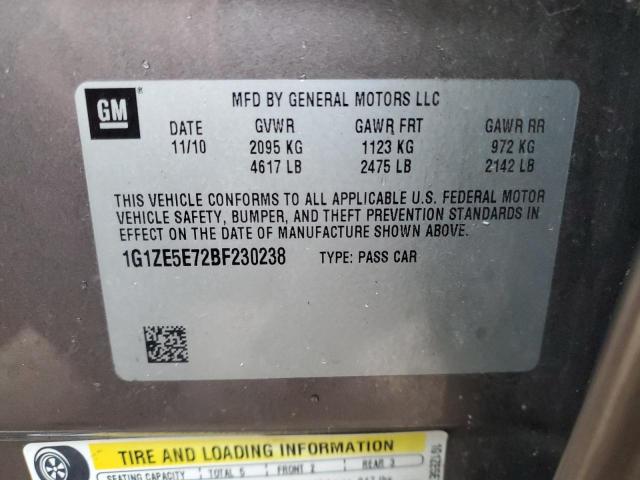 GM
®
MFD BY GENERAL MOTORS LLC
DATE GVWR GAWR FRT GAWR RR
11/10 2095 KG 1123 KG 972 KG
4617 LB 2475 LB 2142 LB
THIS VEHICLE CONFORMS TO ALL APPLICABLE U.S. FEDERAL MOTOR
VEHICLE SAFETY, BUMPER, AND THEFT PREVENTION STANDARDS IN
EFFECT ON THE DATE OF MANUFACTURE SHOWN ABOVE.
1G1ZE5E72BF230238 TYPE: PASS CAR
TIRE AND LOADING INFORMATION
SEATING CAPACITY TOTAL 5 FRONT 2 REAR 3